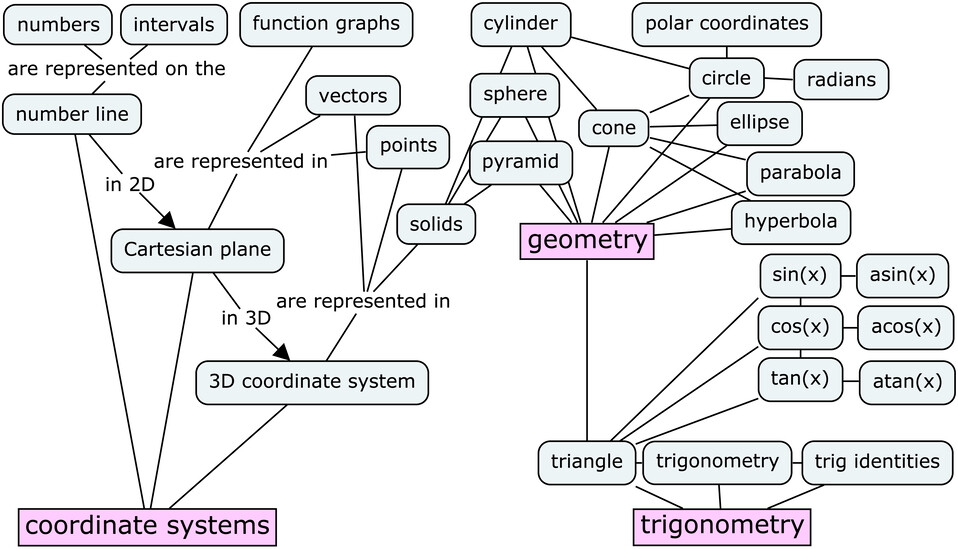 numbers
intervals
function graphs
cylinder
polar coordinates
are represented on the
circle
radians
vectors
sphere
number line
cone
ellipse
points
are represented in
pyramid
parabola
in 2D
solids
hyperbola
Cartesian plane
geometry
sin(x)
asin(x)
are represented in
in 3D
cos(x)
acos(x)
3D coordinate system
tan(x)
atan(x)
triangle
trigonometry
trig identities
coordinate systems
trigonometry